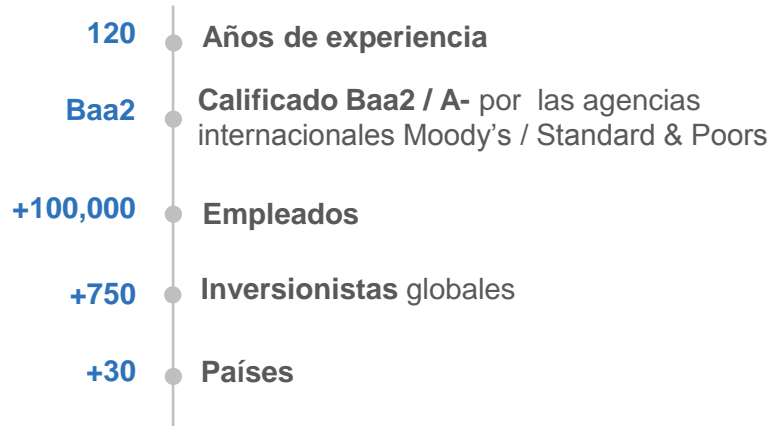 120 Años de experiencia
Baa2 Calificado Baa2 / A- por las agencias
internacionales Moody's / Standard & Poors
+100,000 Empleados
+750 Inversionistas globales
+30 Países